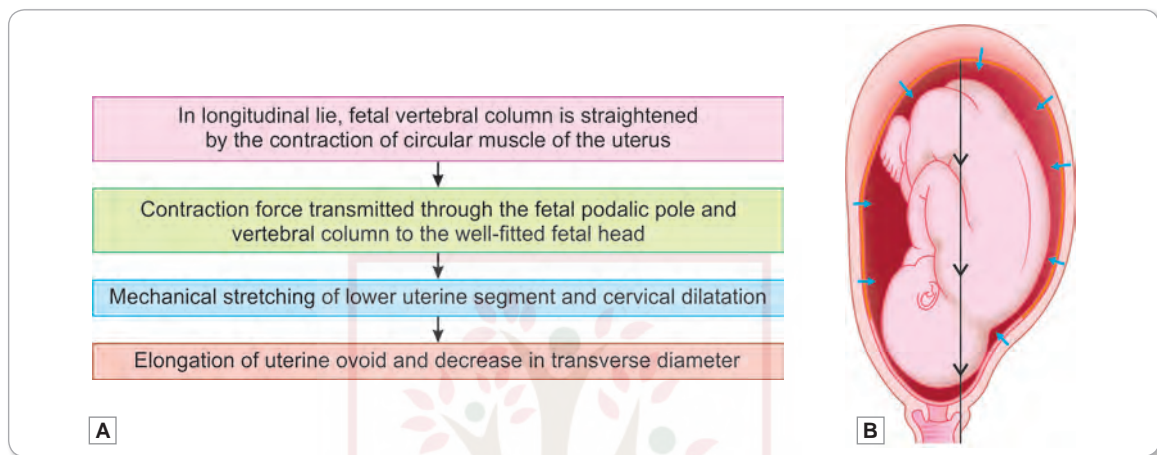 In longitudinal lie, fetal vertebral column is straightened
by the contraction of circular muscle of the uterus
Contraction force transmitted through the fetal podalic pole and
vertebral column to the well-fitted fetal head
Mechanical stretching of lower uterine segment and cervical dilatation
Elongation of uterine ovoid and decrease in transverse diameter
A
B